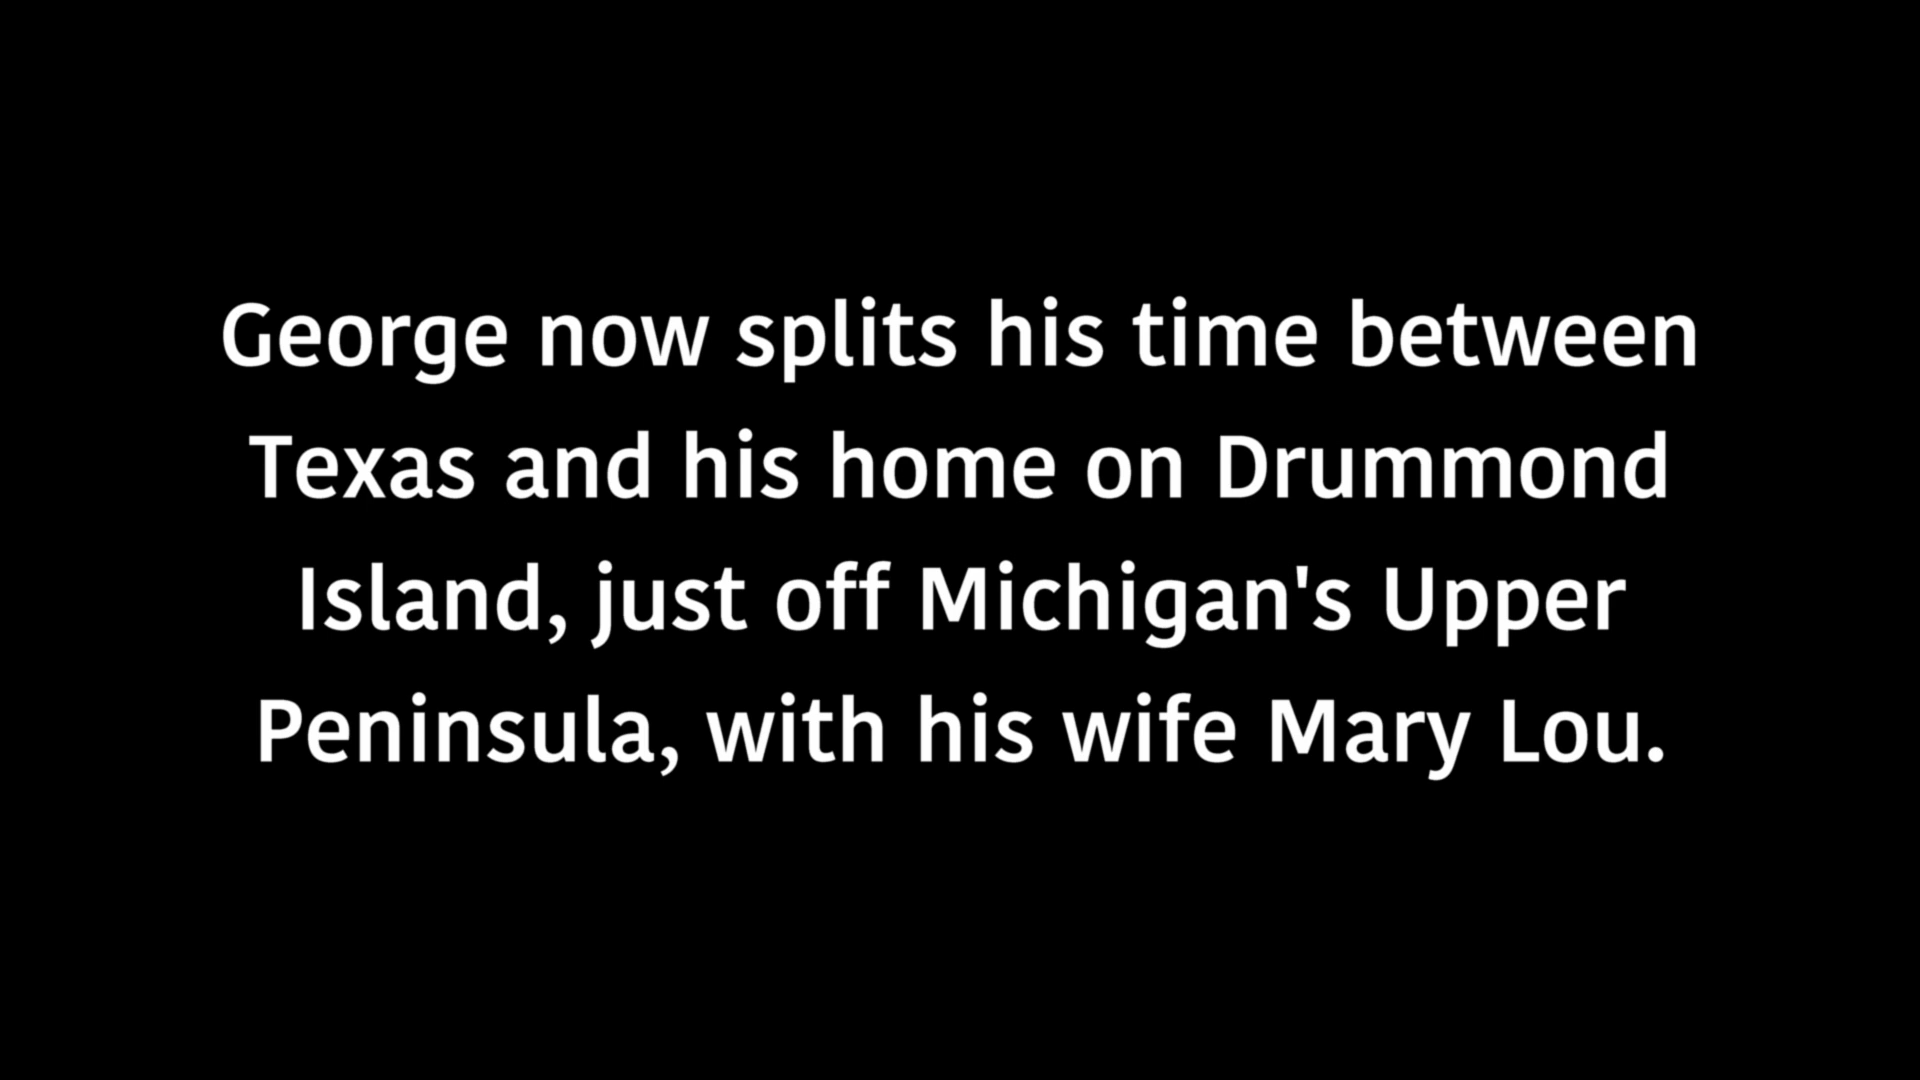 George now splits his time between
Texas and his home on Drummond
Island, just off Michigan's Upper
Peninsula, with his wife Mary Lou.